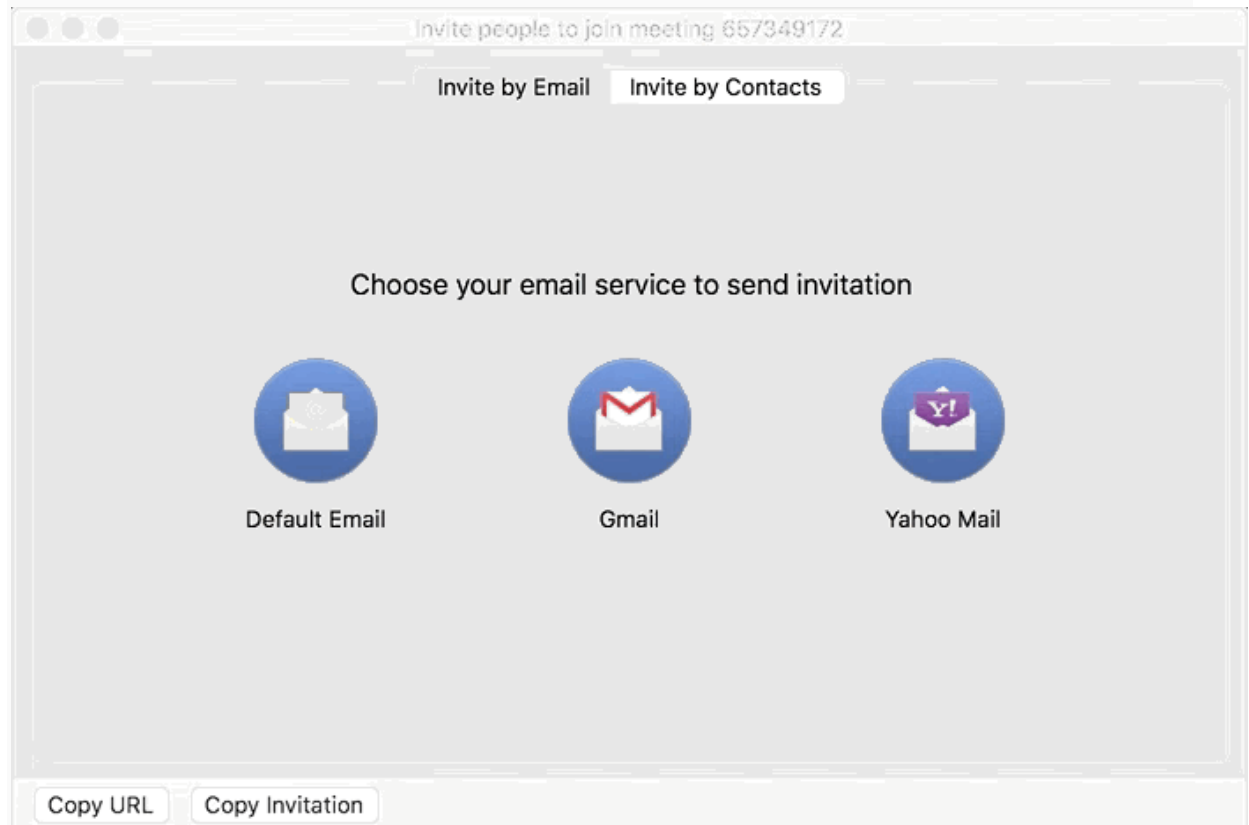 Invite people to join meeting 657349172
Invite by Email Invite by Contacts
Choose your email service to send invitation
@
Y!
Default Email Gmail Yahoo Mail
Copy URL Copy Invitation